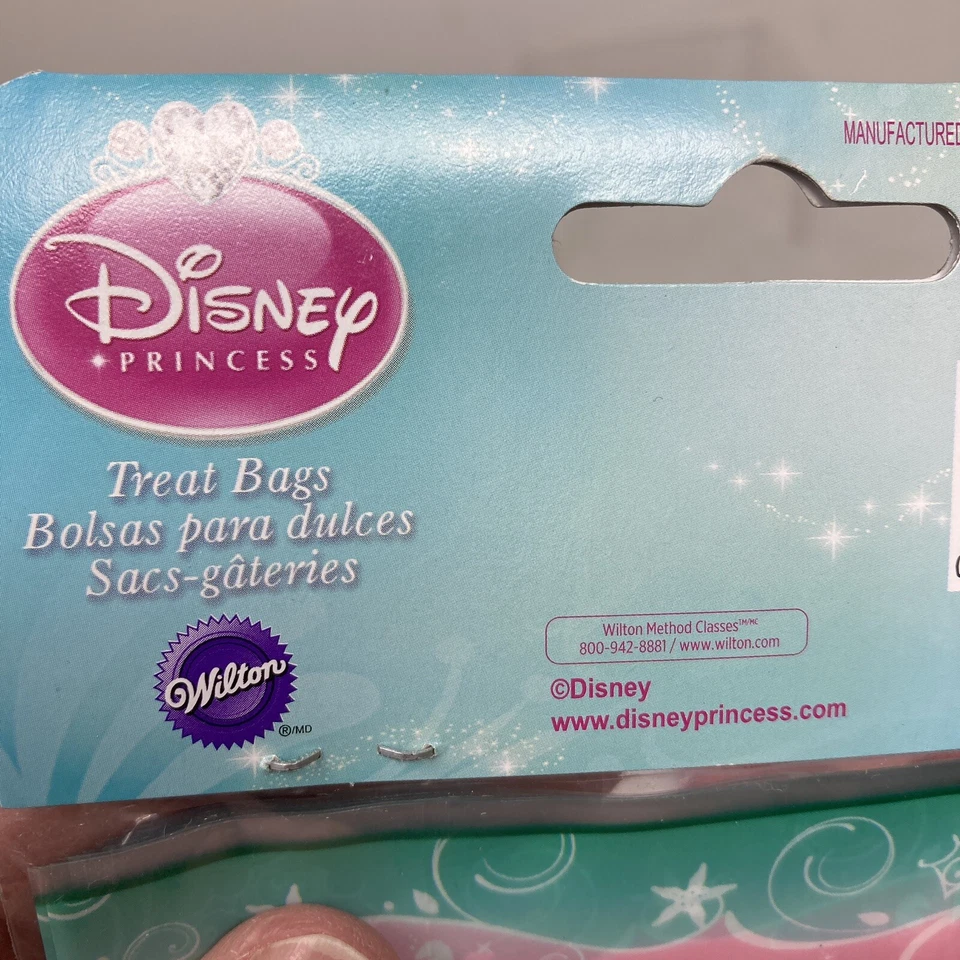 MANUFACTURED
Disney
PRINCESS
Treat Bags
Bolsas para dulces
Sacs-gâteries
Wilton
®/MD
Wilton Method Classes™/MC
800-942-8881 / www.wilton.com
©Disney
www.disneyprincess.com